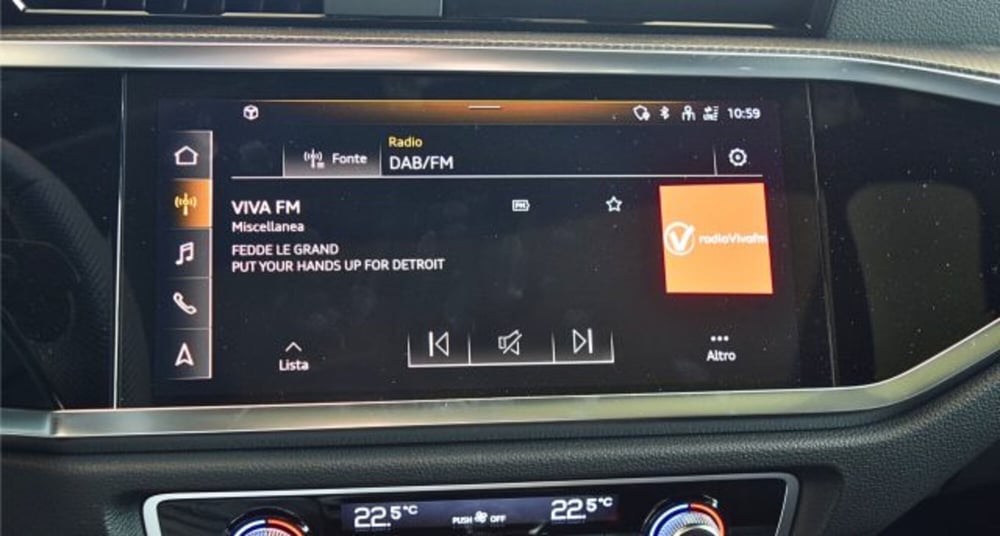 10:59
Radio
Fonte
DAB/FM
VIVA FM
FM
Miscellanea
radioVivafm
FEDDE LE GRAND
PUT YOUR HANDS UP FOR DETROIT
Lista
Altro
22.5°C
PUSH OFF
22.5°C